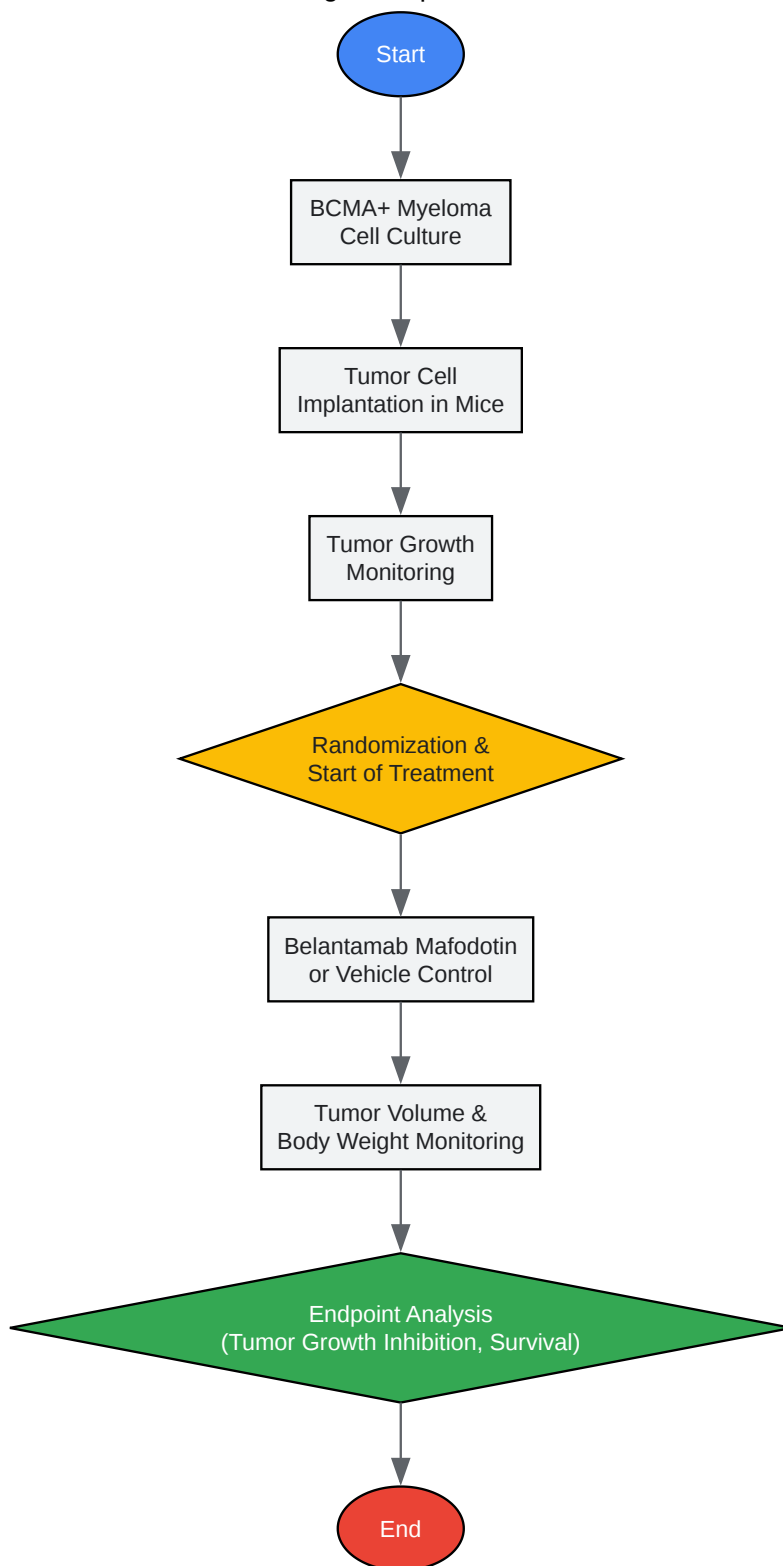 Start
BCMA+ Myeloma
Cell Culture
Tumor Cell
Implantation in Mice
Tumor Growth
Monitoring
Randomization &
Start of Treatment
Belantamab Mafodotin
or Vehicle Control
Tumor Volume &
Body Weight Monitoring
Endpoint Analysis
(Tumor Growth Inhibition, Survival)
End